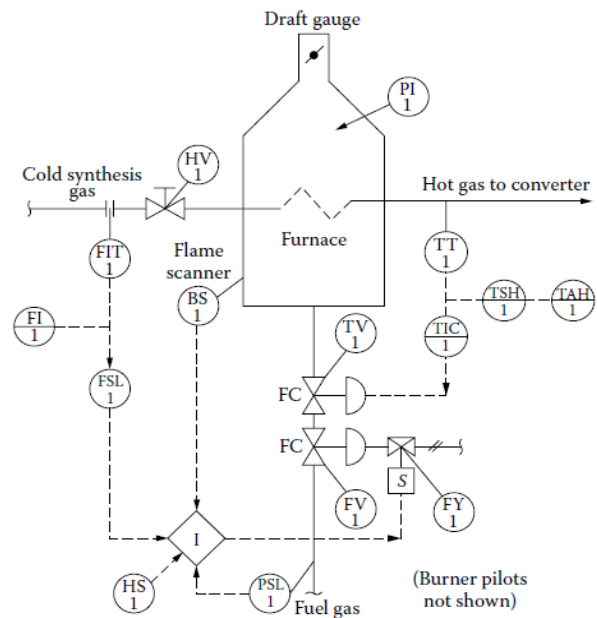 Draft gauge
PI
1
HV
1
Cold synthesis
gas
Hot gas to converter
Furnace
Flame
scanner
FIT
1
TT
1
BS
1
TSH
1
TAH
1
FI
1
TV
1
TIC
1
FSL
1
FC
FC
S
FV
1
FY
1
I
HS
1
PSL
1
Fuel gas
(Burner pilots
not shown)